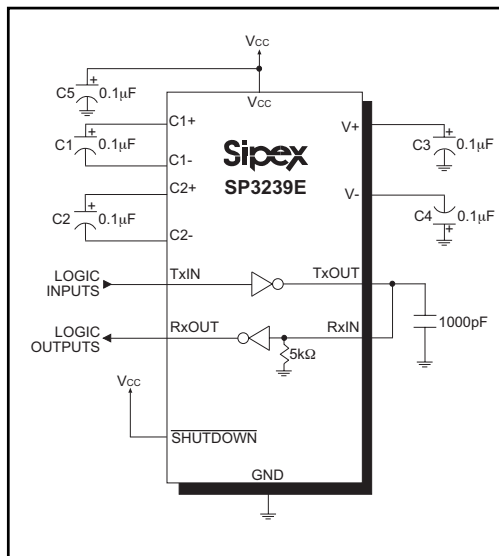 VCC
C5
+
0.1µF
VCC
C1+
C1
+
0.1µF
C1-
C2+
C2
+
0.1µF
C2-
Sipex
SP3239E
V+
C3
+
0.1µF
V-
C4
0.1µF
+
LOGIC
INPUTS
TxIN
TxOUT
LOGIC
OUTPUTS
RxOUT
RxIN
5kΩ
1000pF
VCC
SHUTDOWN
GND